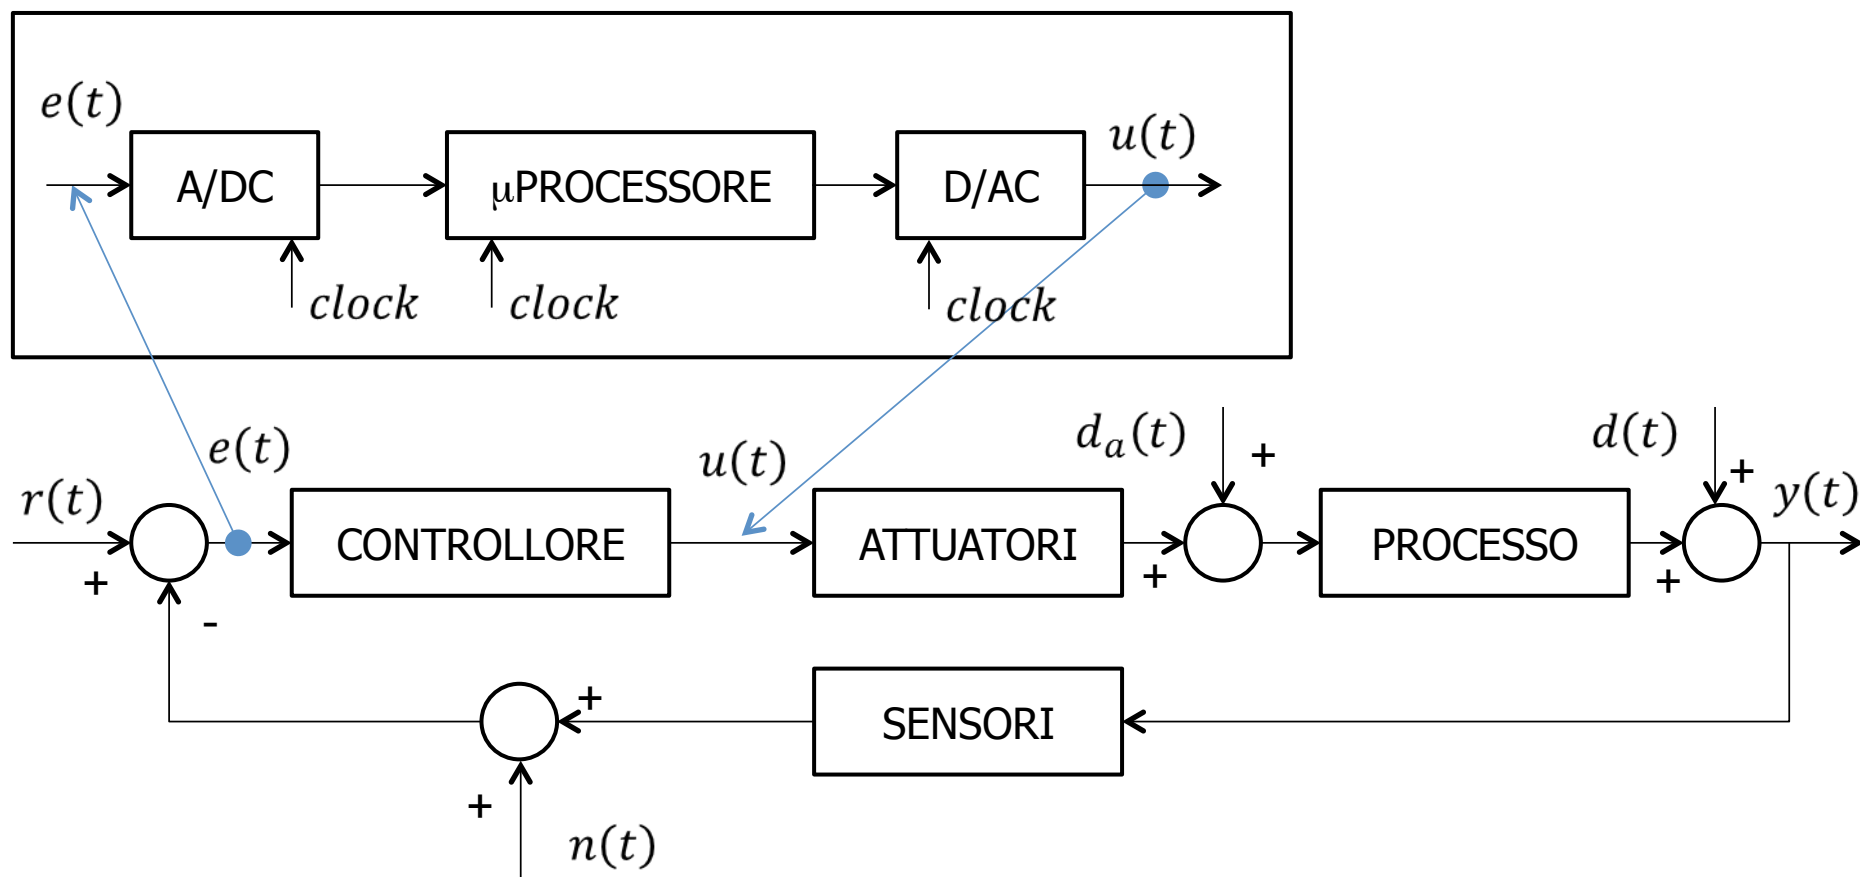 e(t)
A/DC
μPROCESSORE
D/AC
u(t)
clock
clock
clock
r(t)
+
-
e(t)
CONTROLLORE
u(t)
ATTUATORI
+
d_a(t)
+
PROCESSO
+
d(t)
+
y(t)
SENSORI
+
+
n(t)